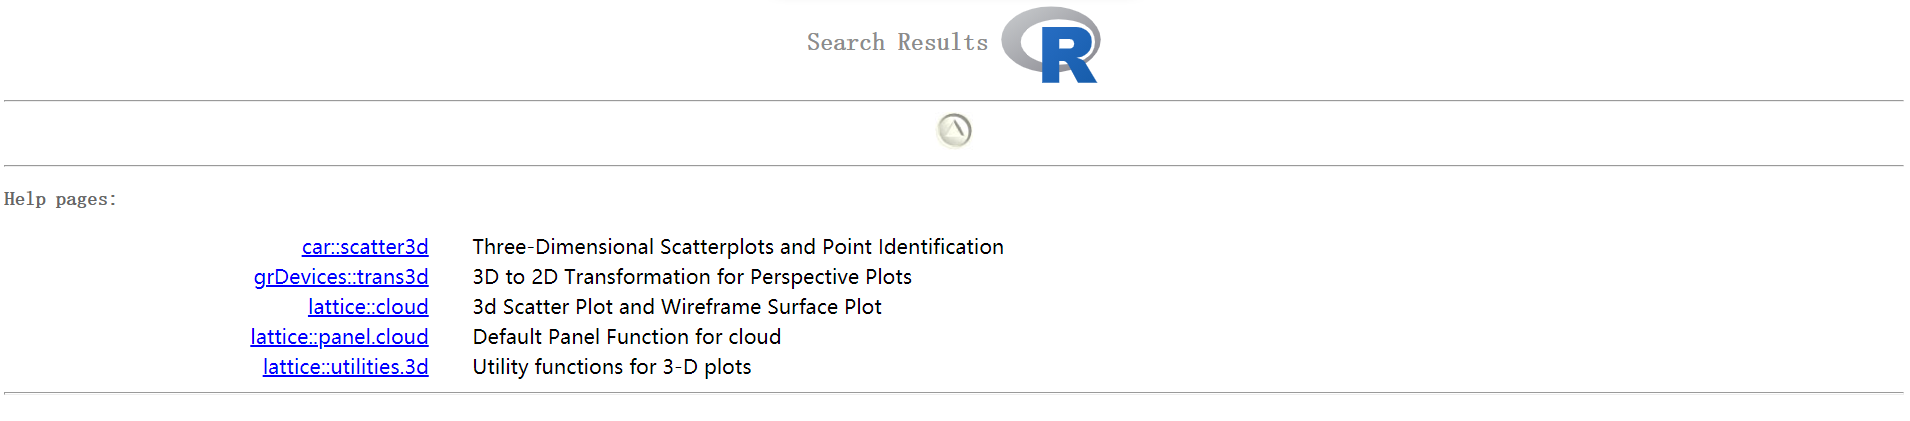 Search Results R
Help pages:
car::scatter3d Three-Dimensional Scatterplots and Point Identification
grDevices::trans3d 3D to 2D Transformation for Perspective Plots
lattice::cloud 3d Scatter Plot and Wireframe Surface Plot
lattice::panel.cloud Default Panel Function for cloud
lattice::utilities.3d Utility functions for 3-D plots